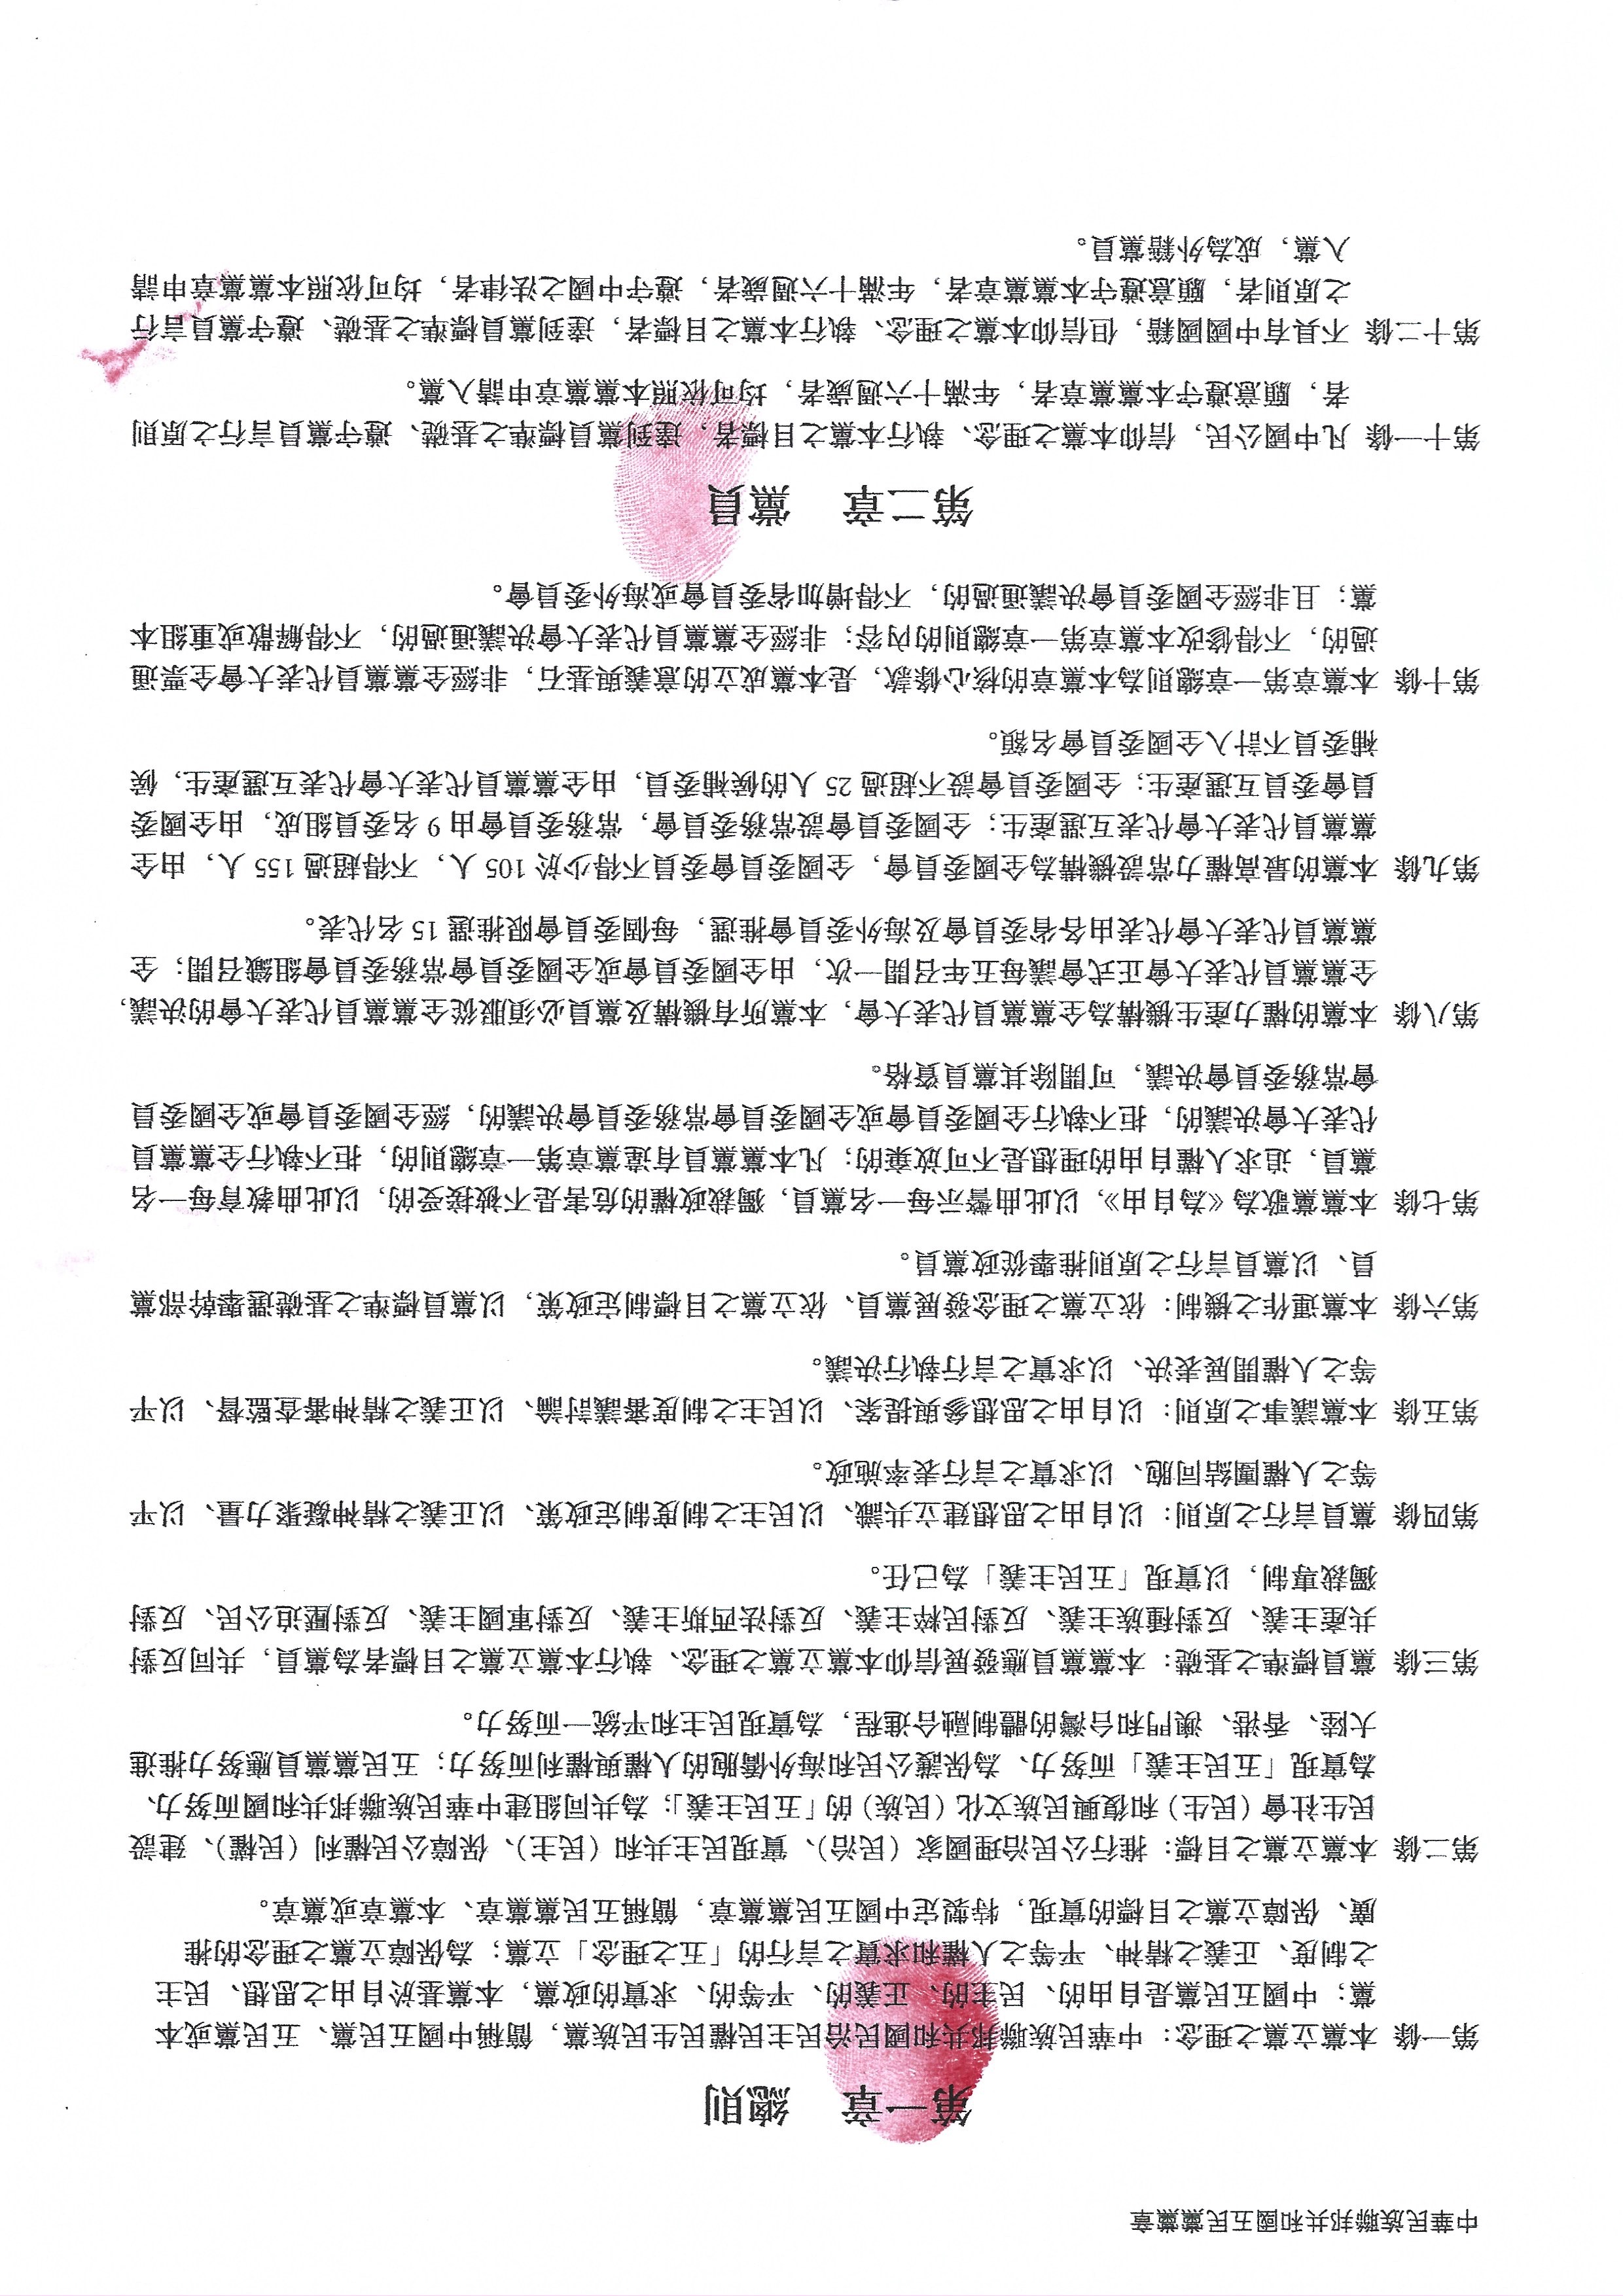 中華民族聯邦共和國五民黨黨章
第一章 總則
第一條 本黨立黨之理念：中華民族聯邦共和國民治民主民權民生民族黨，簡稱中國五民黨、五民黨或本
黨；中國五民黨是自由的、民主的、正義的、平等的、求實的政黨，本黨基於自由之思想、民主
之制度、正義之精神、平等之人權和求實之言行的「五之理念」立黨；為保障立黨之理念的推
廣、保障立黨之目標的實現，特製定中國五民黨黨章，簡稱五民黨黨章、本黨章或黨章。
第二條 本黨立黨之目標：推行公民治理國家（民治）、實現民主共和（民主）、保障公民權利（民權）、建設
民生社會（民生）和復興民族文化（民族）的「五民主義」；為共同組建中華民族聯邦共和國而努力、
為實現「五民主義」而努力、為保護公民和海外僑胞的人權與權利而努力；五民黨黨員應努力推進
大陸、香港、澳門和台灣的體制融合進程，為實現民主和平統一而努力。
第三條 黨員標準之基礎：本黨黨員應發展信仰本黨立黨之理念、執行本黨立黨之目標者為黨員，共同反對
共產主義、反對種族主義、反對民粹主義、反對法西斯主義、反對軍國主義、反對壓迫公民、反對
獨裁專制，以實現「五民主義」為己任。
第四條 黨員言行之原則：以自由之思想建立共識、以民主之制度制定政策、以正義之精神凝聚力量、以平
等之人權團結同胞、以求實之言行表率施政。
第五條 本黨議事之原則：以自由之思想參與提案、以民主之制度審議討論、以正義之精神審查監督、以平
等之人權開展表決、以求實之言行執行決議。
第六條 本黨運作之機制：依立黨之理念發展黨員、依立黨之目標制定政策，以黨員標準之基礎選舉幹部黨
員、以黨員言行之原則推舉從政黨員。
第七條 本黨黨歌為《為自由》，以此曲警示每一名黨員，獨裁政權的危害是不被接受的，以此曲教育每一名
黨員，追求人權自由的理想是不可放棄的；凡本黨黨員有違黨章第一章總則的，拒不執行全黨黨員
代表大會決議的，拒不執行全國委員會或全國委員會常務委員會決議的，經全國委員會或全國委員
會常務委員會決議，可開除其黨員資格。
第八條 本黨的權力產生機構為全黨黨員代表大會，本黨所有機構及黨員必須服從全黨黨員代表大會的決議，
全黨黨員代表大會正式會議每五年召開一次，由全國委員會或全國委員會常務委員會組織召開；全
黨黨員代表大會代表由各省委員會及海外委員會推選，每個委員會限推選 15 名代表。
第九條 本黨的最高權力常設機構為全國委員會，全國委員會委員不得少於 105 人，不得超過 155 人，由全
黨黨員代表大會代表互選產生；全國委員會設常務委員會，常務委員會由 9 名委員組成，由全國委
員會委員互選產生；全國委員會設不超過 25 人的候補委員，由全黨黨員代表大會代表互選產生，候
補委員不計入全國委員會名額。
第十條 本黨章第一章總則為本黨章的核心條款，是本黨成立的意義與基石，非經全黨黨員代表大會全票通
過的，不得修改本黨章第一章總則的內容；非經全黨黨員代表大會決議通過的，不得解散或重組本
黨；且非經全國委員會決議通過的，不得增加省委員會或海外委員會。
第二章 黨員
第十一條 凡中國公民，信仰本黨之理念、執行本黨之目標者，達到黨員標準之基礎、遵守黨員言行之原則
者，願意遵守本黨黨章者，年滿十六週歲者，均可依照本黨黨章申請入黨。
第十二條 不具有中國國籍，但信仰本黨之理念、執行本黨之目標者，達到黨員標準之基礎、遵守黨員言行
之原則者，願意遵守本黨黨章者，年滿十六週歲者，遵守中國之法律者，均可依照本黨黨章申請
入黨，成為外籍黨員。